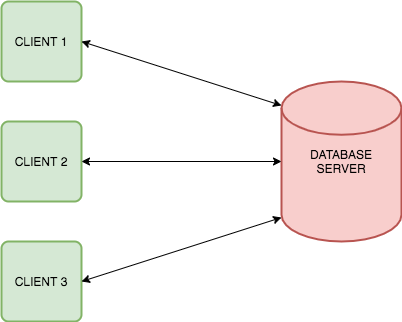 CLIENT 1
CLIENT 2
DATABASE
SERVER
CLIENT 3